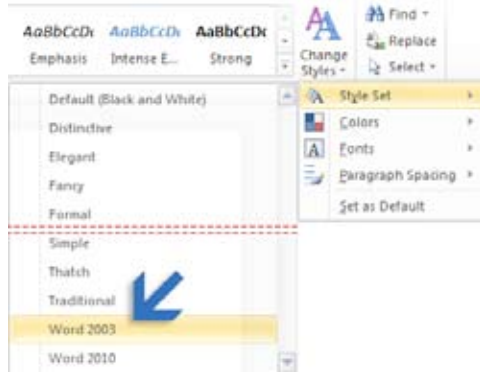 AaBbCcDc AaBbCcDc AaBbCcDc
Emphasis Intense E... Strong
Change Styles
Find
Replace
Select
Style Set
Colors
Fonts
Paragraph Spacing
Set as Default
Default (Black and White)
Distinctive
Elegant
Fancy
Formal
Simple
Thatch
Traditional
Word 2003
Word 2010